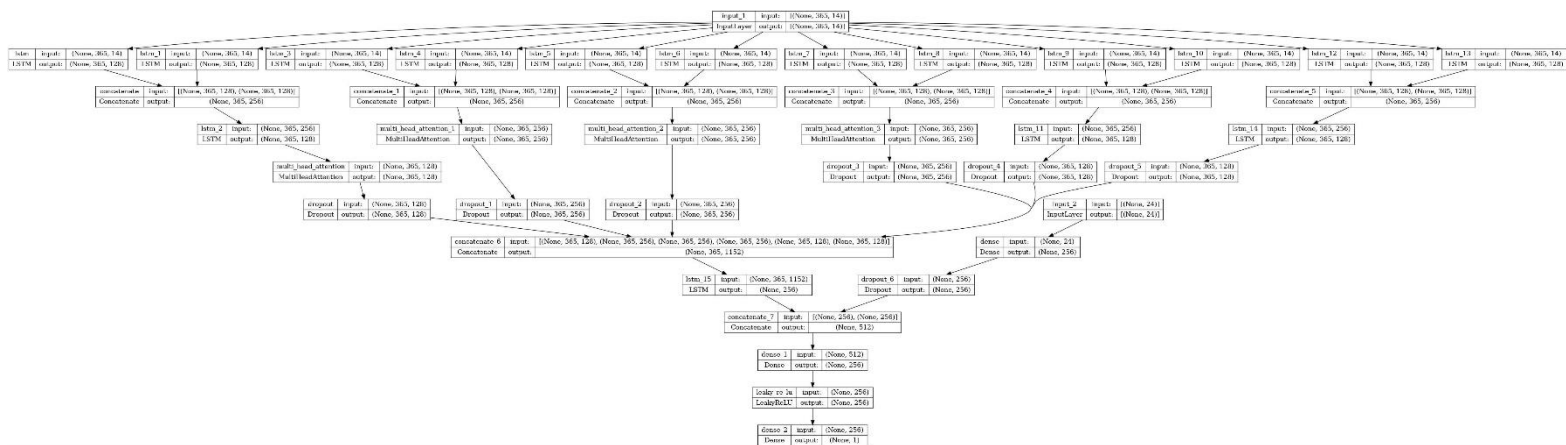 input_1 input: [(None, 365, 14)]
InputLayer output: [(None, 365, 14)]
lstm input: (None, 365, 14) lstm_1 input: (None, 365, 14) lstm_3 input: (None, 365, 14) lstm_4 input: (None, 365, 14) lstm_5 input: (None, 365, 14) lstm_6 input: (None, 365, 14) lstm_7 input: (None, 365, 14) lstm_8 input: (None, 365, 14) lstm_9 input: (None, 365, 14) lstm_10 input: (None, 365, 14) lstm_12 input: (None, 365, 14) lstm_13 input: (None, 365, 14)
LSTM output: (None, 365, 128) LSTM output: (None, 365, 128) LSTM output: (None, 365, 128) LSTM output: (None, 365, 128) LSTM output: (None, 365, 128) LSTM output: (None, 365, 128) LSTM output: (None, 365, 128) LSTM output: (None, 365, 128) LSTM output: (None, 365, 128) LSTM output: (None, 365, 128) LSTM output: (None, 365, 128) LSTM output: (None, 365, 128)
concatenate input: [(None, 365, 128), (None, 365, 128)] concatenate_1 input: [(None, 365, 128), (None, 365, 128)] concatenate_2 input: [(None, 365, 128), (None, 365, 128)] concatenate_3 input: [(None, 365, 128), (None, 365, 128)] concatenate_4 input: [(None, 365, 128), (None, 365, 128)] concatenate_5 input: [(None, 365, 128), (None, 365, 128)]
Concatenate output: (None, 365, 256) Concatenate output: (None, 365, 256) Concatenate output: (None, 365, 256) Concatenate output: (None, 365, 256) Concatenate output: (None, 365, 256) Concatenate output: (None, 365, 256)
lstm_2 input: (None, 365, 256) multi_head_attention_1 input: (None, 365, 256) multi_head_attention_2 input: (None, 365, 256) multi_head_attention_3 input: (None, 365, 256) lstm_11 input: (None, 365, 256) lstm_14 input: (None, 365, 256)
LSTM output: (None, 365, 128) MultiHeadAttention output: (None, 365, 256) MultiHeadAttention output: (None, 365, 256) MultiHeadAttention output: (None, 365, 256) LSTM output: (None, 365, 128) LSTM output: (None, 365, 128)
multi_head_attention input: (None, 365, 128) dropout_3 input: (None, 365, 256) dropout_4 input: (None, 365, 128) dropout_5 input: (None, 365, 128)
MultiHeadAttention output: (None, 365, 128) Dropout output: (None, 365, 256) Dropout output: (None, 365, 128) Dropout output: (None, 365, 128)
dropout input: (None, 365, 128) dropout_1 input: (None, 365, 256) dropout_2 input: (None, 365, 256) input_2 input: [(None, 24)]
Dropout output: (None, 365, 128) Dropout output: (None, 365, 256) Dropout output: (None, 365, 256) InputLayer output: [(None, 24)]
concatenate_6 input: [(None, 365, 128), (None, 365, 256), (None, 365, 256), (None, 365, 256), (None, 365, 128), (None, 365, 128)] dense input: (None, 24)
Concatenate output: (None, 365, 1152) Dense output: (None, 256)
lstm_15 input: (None, 365, 1152) dropout_6 input: (None, 256)
LSTM output: (None, 256) Dropout output: (None, 256)
concatenate_7 input: [(None, 256), (None, 256)]
Concatenate output: (None, 512)
dense_1 input: (None, 512)
Dense output: (None, 256)
leaky_re_lu input: (None, 256)
LeakyReLU output: (None, 256)
dense_2 input: (None, 256)
Dense output: (None, 1)